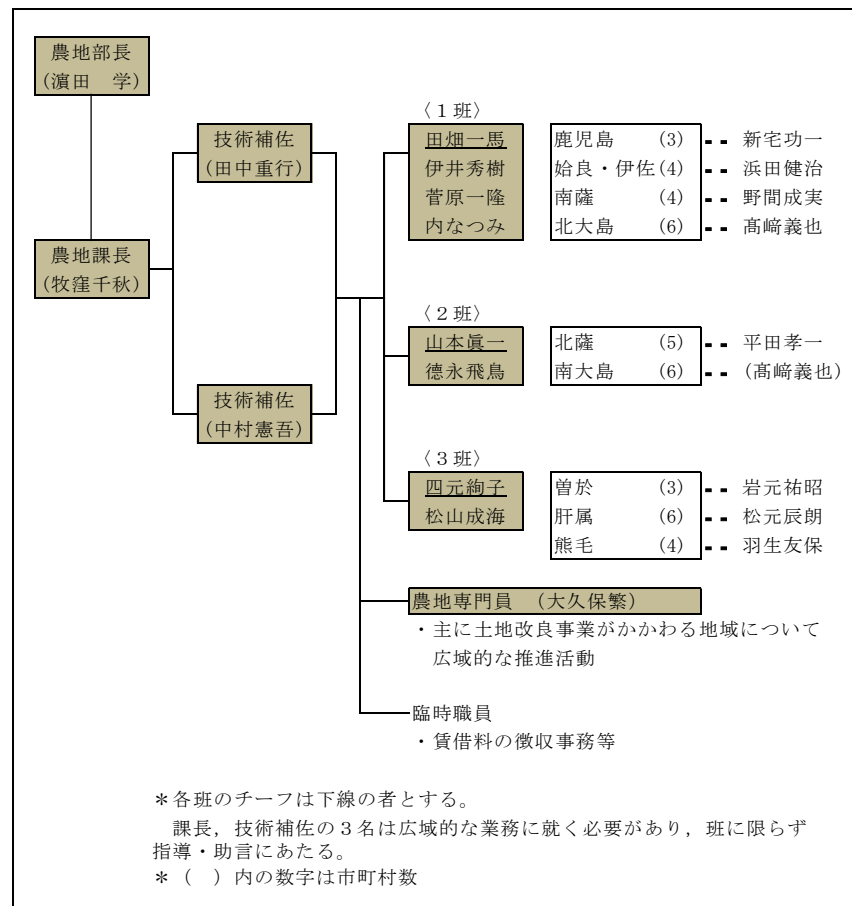 農地部長
(濵田　学)
技術補佐
(田中重行)
農地課長
(牧窪千秋)
技術補佐
(中村憲吾)
〈１班〉
田畑一馬　鹿児島　(3)　新宅功一
伊井秀樹　姶良・伊佐(4)　浜田健治
菅原一隆　南薩　(4)　野間成実
内なつみ　北大島　(6)　髙﨑義也
〈２班〉
山本眞一　北薩　(5)　平田孝一
德永飛鳥　南大島　(6)　(髙﨑義也)
〈３班〉
四元絢子　曽於　(3)　岩元祐昭
松山成海　肝属　(6)　松元辰朗
熊毛　(4)　羽生友保
農地専門員　（大久保繁）
・主に土地改良事業がかかわる地域について
広域的な推進活動
臨時職員
・賃借料の徴収事務等
＊各班のチーフは下線の者とする。
課長，技術補佐の３名は広域的な業務に就く必要があり，班に限らず
指導・助言にあたる。
＊（　）内の数字は市町村数